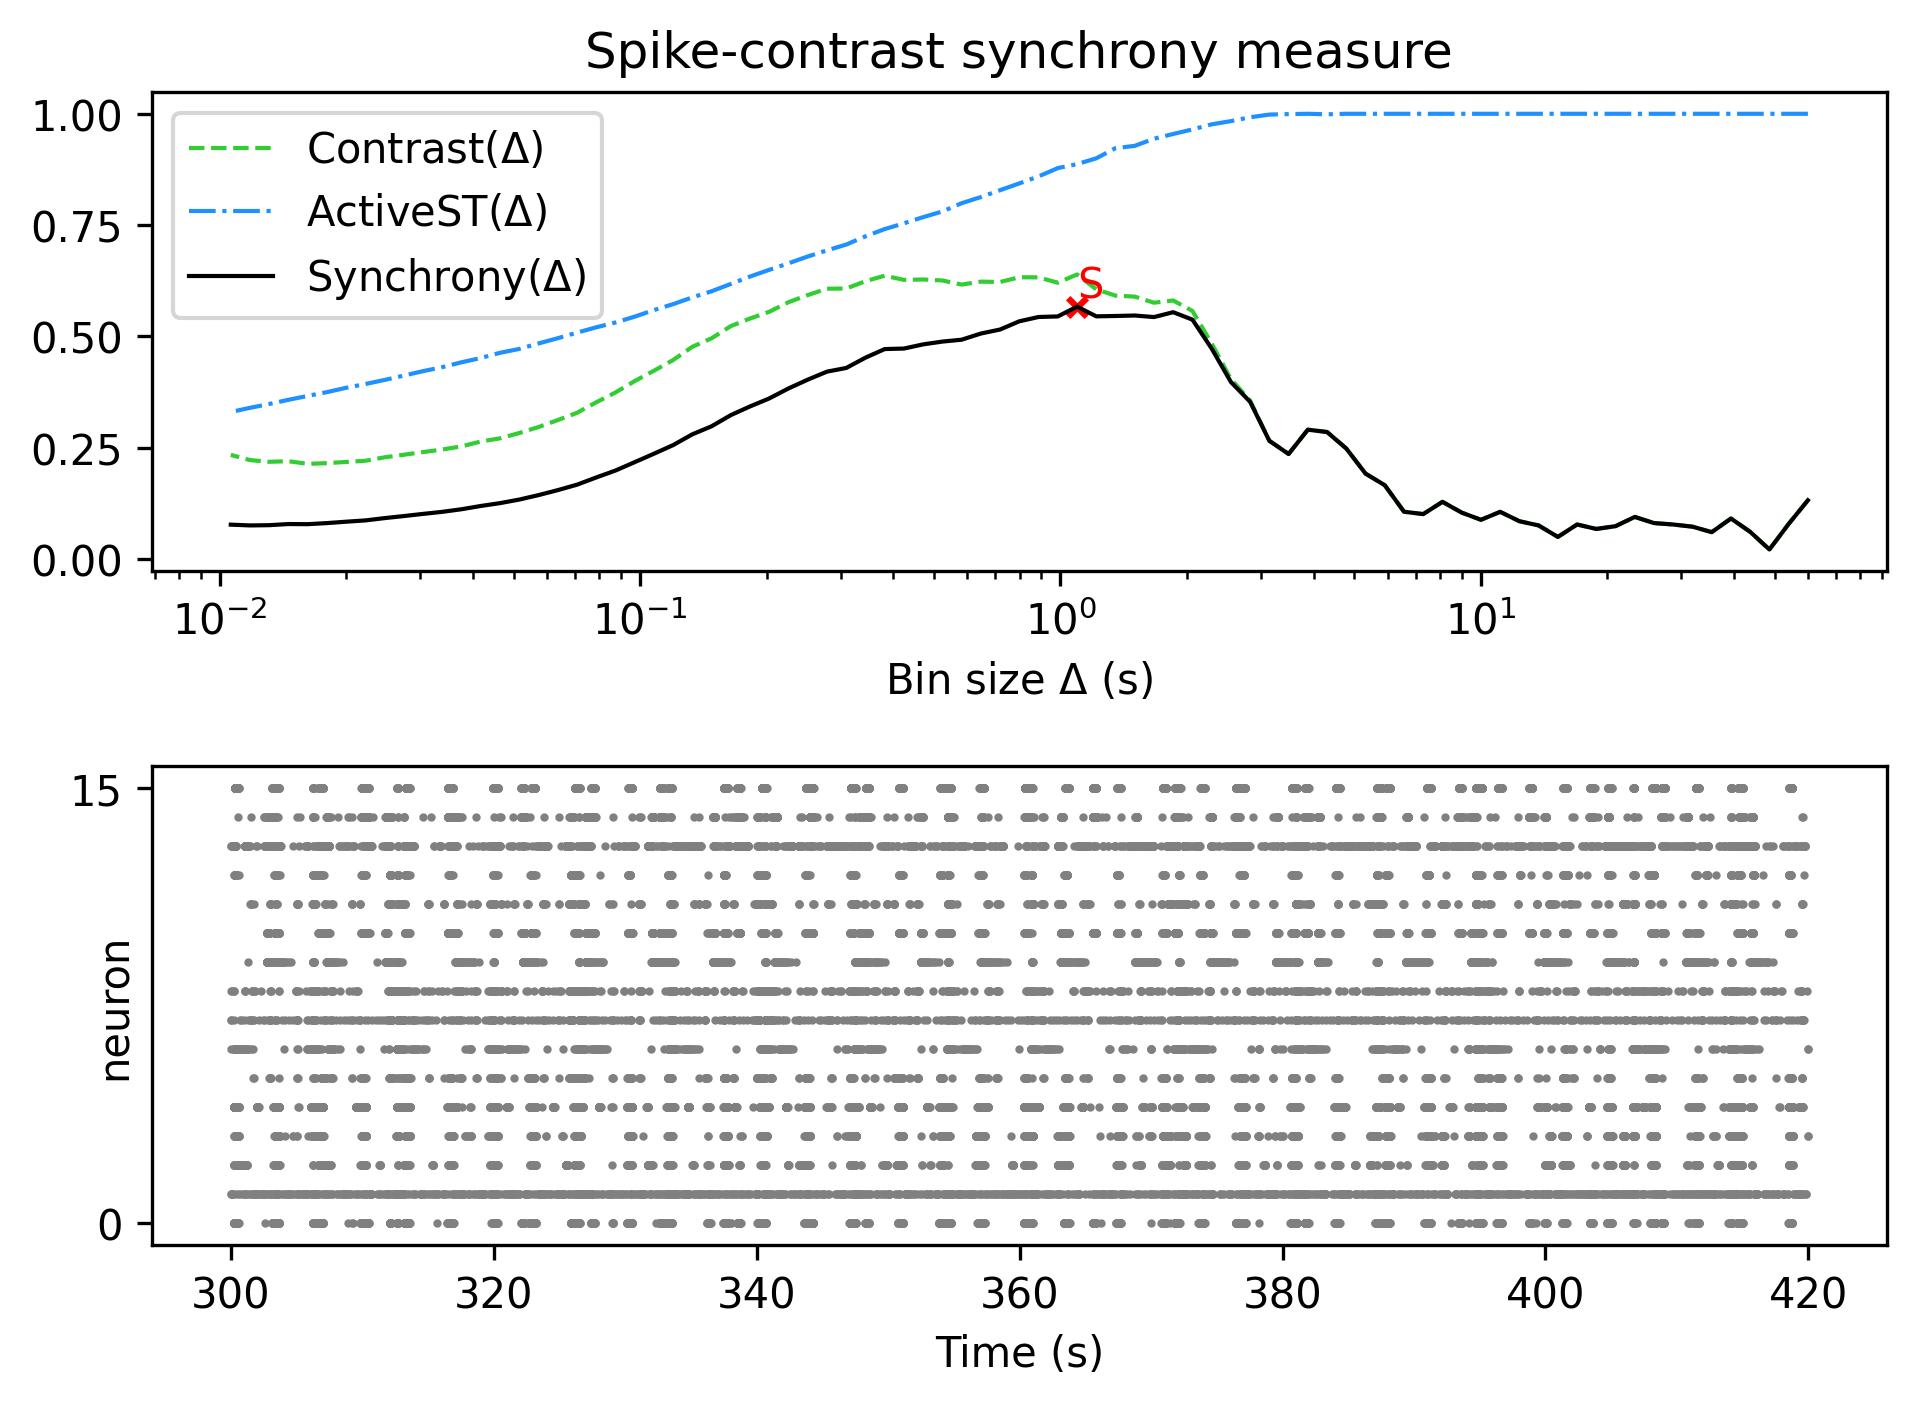 Spike-contrast synchrony measure
1.00
0.75
0.50
0.25
0.00
Contrast(Δ)
ActiveST(Δ)
Synchrony(Δ)
S
10⁻² 10⁻¹ 10⁰ 10¹
Bin size Δ (s)
15
0
neuron
300 320 340 360 380 400 420
Time (s)